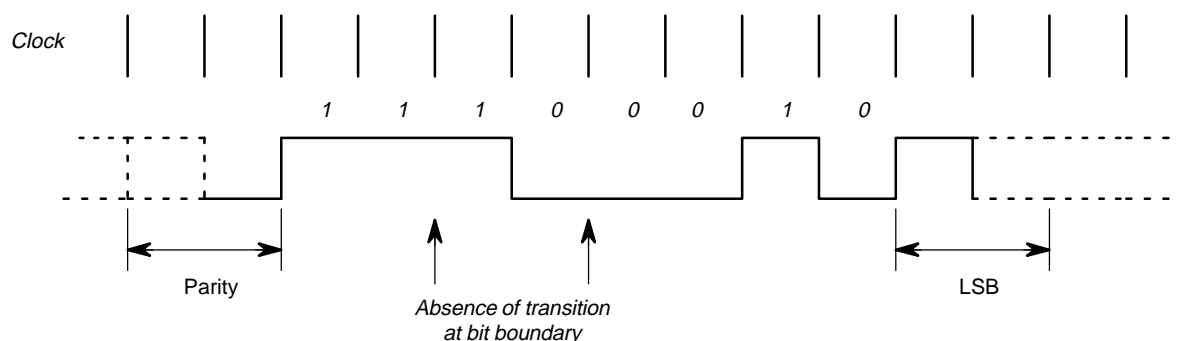 Clock
1 1 1 0 0 0 1 0
Parity
LSB
Absence of transition
at bit boundary